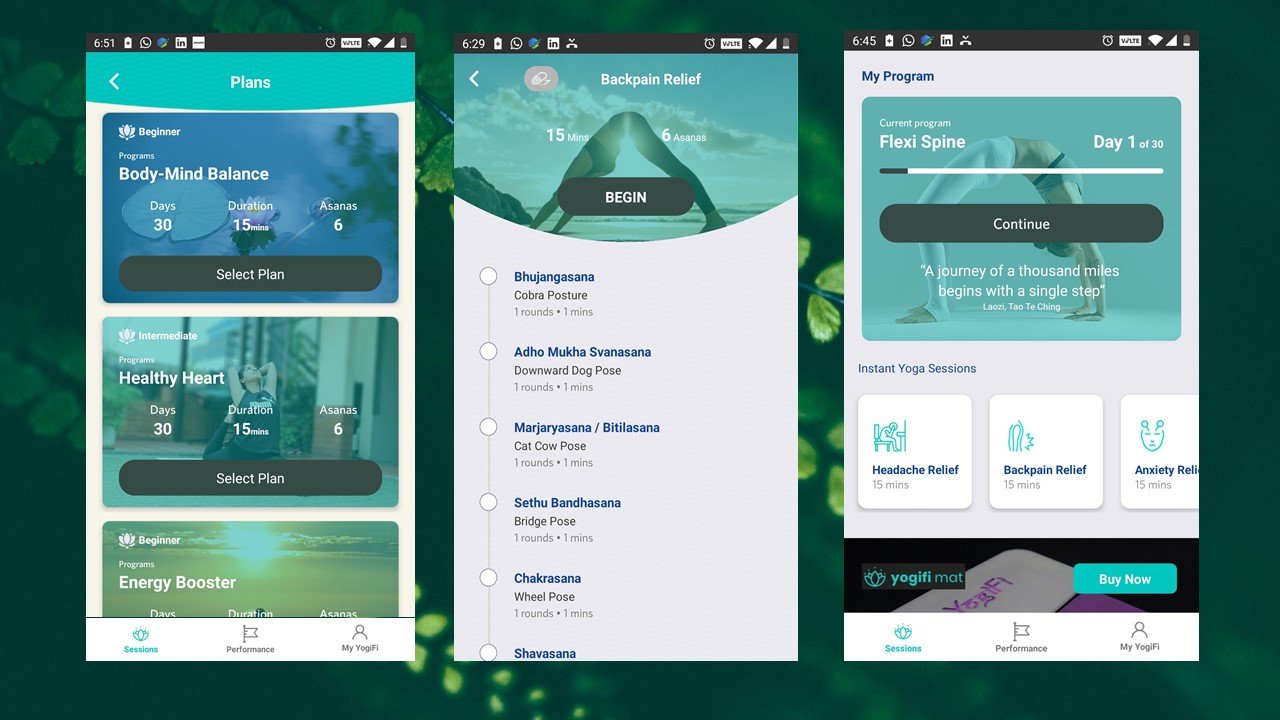 6:51
VoLTE
Plans
Beginner
Programs
Body-Mind Balance
Days Duration Asanas
30 15mins 6
Select Plan
Intermediate
Programs
Healthy Heart
Days Duration Asanas
30 15mins 6
Select Plan
Beginner
Programs
Energy Booster
Days Duration Asanas
Sessions Performance My YogiFi
6:29
VoLTE
Backpain Relief
15 Mins 6 Asanas
BEGIN
Bhujangasana
Cobra Posture
1 rounds • 1 mins
Adho Mukha Svanasana
Downward Dog Pose
1 rounds • 1 mins
Marjaryasana / Bitilasana
Cat Cow Pose
1 rounds • 1 mins
Sethu Bandhasana
Bridge Pose
1 rounds • 1 mins
Chakrasana
Wheel Pose
1 rounds • 1 mins
Shavasana
6:45
VoLTE
My Program
Current program
Flexi Spine Day 1 of 30
Continue
“A journey of a thousand miles
begins with a single step”
Laozi, Tao Te Ching
Instant Yoga Sessions
Headache Relief
15 mins
Backpain Relief
15 mins
Anxiety Reli
15 mins
yogifi mat
YogiFi
Buy Now
Sessions Performance My YogiFi